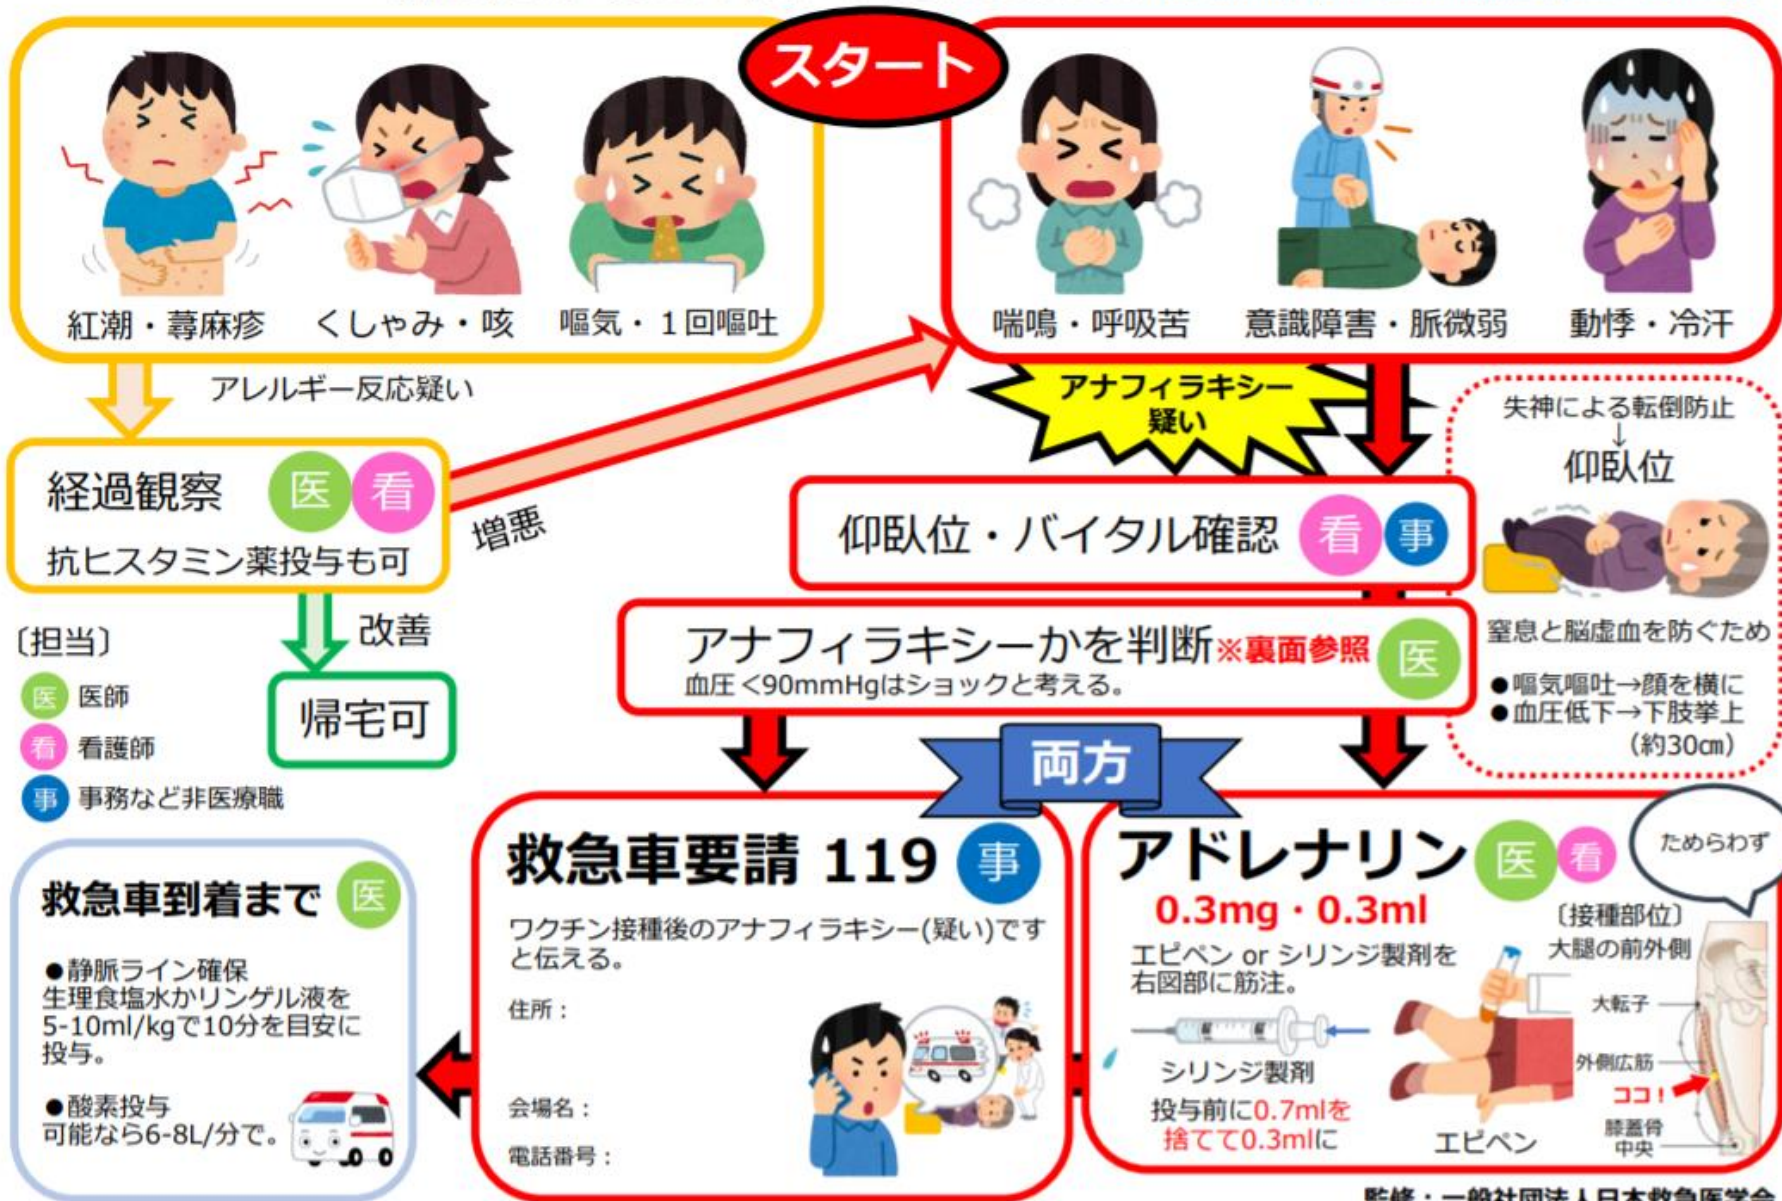 スタート
紅潮・蕁麻疹
くしゃみ・咳
嘔気・1回嘔吐
喘鳴・呼吸苦
意識障害・脈微弱
動悸・冷汗
アレルギー反応疑い
経過観察 医 看
抗ヒスタミン薬投与も可
増悪
改善
帰宅可
〔担当〕
医 医師
看 看護師
事 事務など非医療職
アナフィラキシー
疑い
仰臥位・バイタル確認 看 事
アナフィラキシーかを判断※裏面参照 医
血圧<90mmHgはショックと考える。
失神による転倒防止
↓
仰臥位
窒息と脳虚血を防ぐため
●嘔気嘔吐→顔を横に
●血圧低下→下肢挙上
(約30㎝)
両方
救急車要請 119 事
ワクチン接種後のアナフィラキシー(疑い)です
と伝える。
住所：
会場名：
電話番号：
アドレナリン 医 看
0.3mg・0.3ml
ためらわず
エピペン or シリンジ製剤を
右図部に筋注。
シリンジ製剤
投与前に0.7mlを
捨てて0.3mlに
エピペン
〔接種部位〕
大腿の前外側
大転子
外側広筋
ココ！
膝蓋骨
中央
救急車到着まで 医
●静脈ライン確保
生理食塩水かリンゲル液を
5-10ml/kgで10分を目安に
投与。
●酸素投与
可能なら6-8L/分で。
監修：一般社団法人日本救急医学会